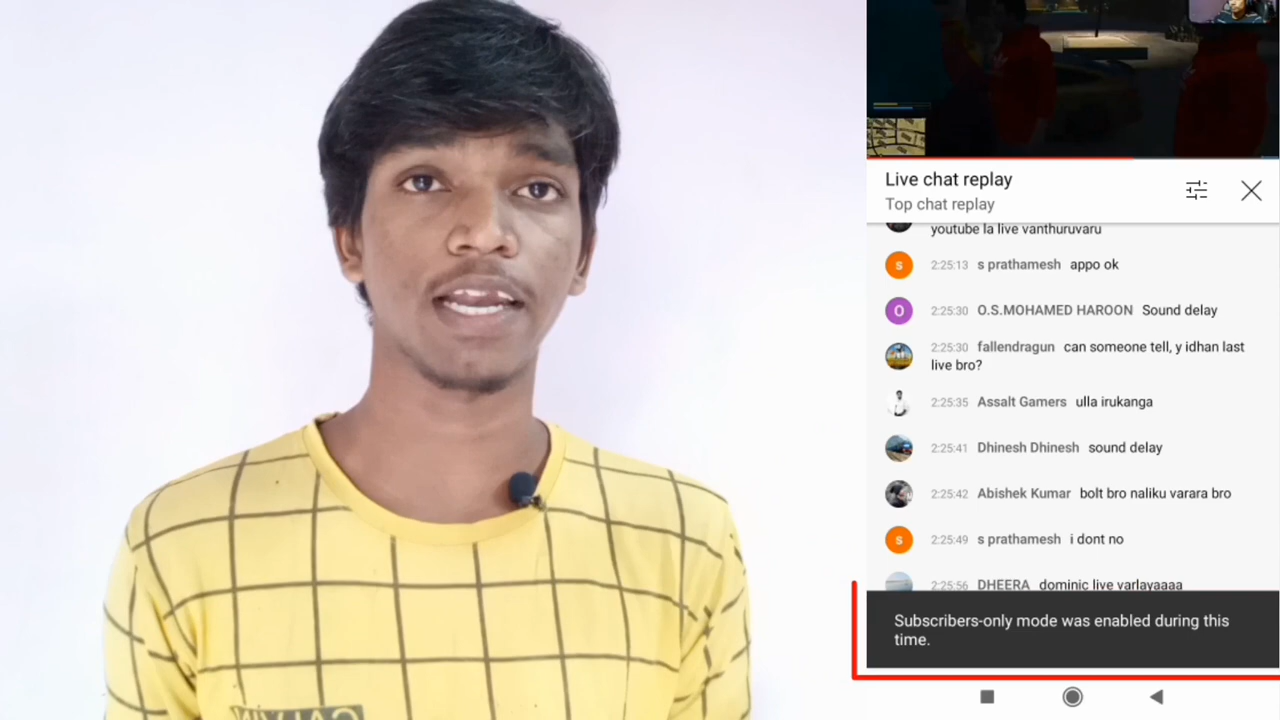 Live chat replay
Top chat replay
youtube la live vanthuruvaru
s
2:25:13 s prathamesh appo ok
O
2:25:30 O.S.MOHAMED HAROON Sound delay
2:25:30 fallendragun can someone tell, y idhan last
live bro?
2:25:35 Assalt Gamers ulla irukanga
2:25:41 Dhinesh Dhinesh sound delay
2:25:42 Abishek Kumar bolt bro naliku varara bro
s
2:25:49 s prathamesh i dont no
2:25:56 DHEERA dominic live varlayaaaa
Subscribers-only mode was enabled during this
time.